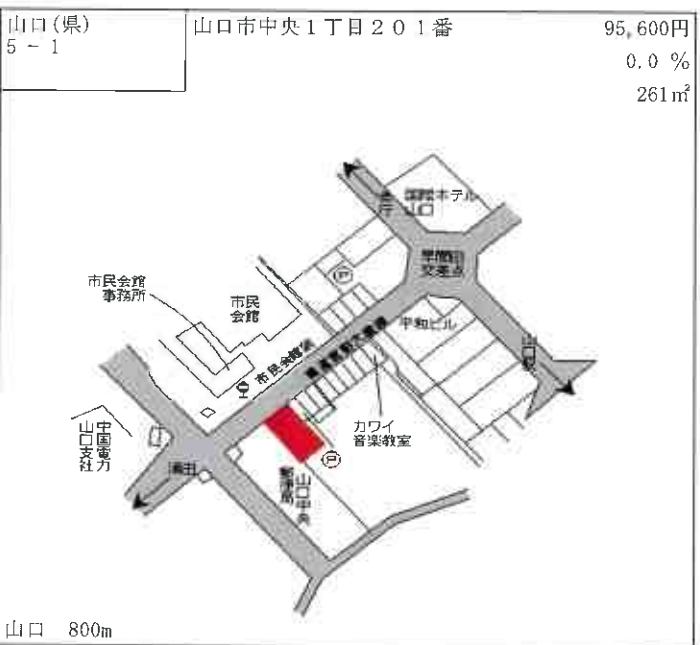 山口(県)
5-1
山口市中央1丁目201番
95,600円
0.0 %
261㎡
国際ホテル
山口
早間田
交差点
市民会館
事務所
市民
会館
平和ビル
山口駅
市民会館前
カワイ
音楽教室
中国電力
山口支社
湯田
山口中央
郵便局
山口 800m